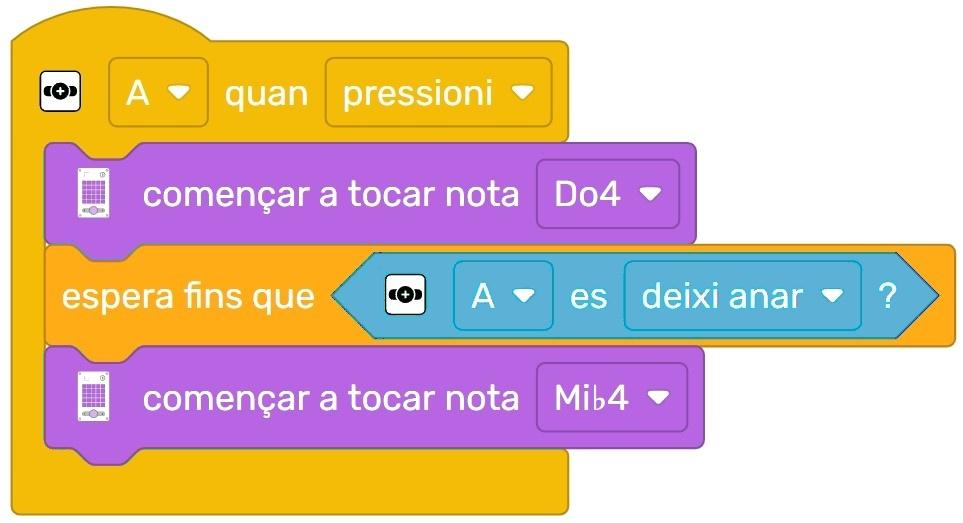 A quan pressioni
començar a tocar nota Do4
espera fins que A es deixi anar ?
començar a tocar nota Mi♭4